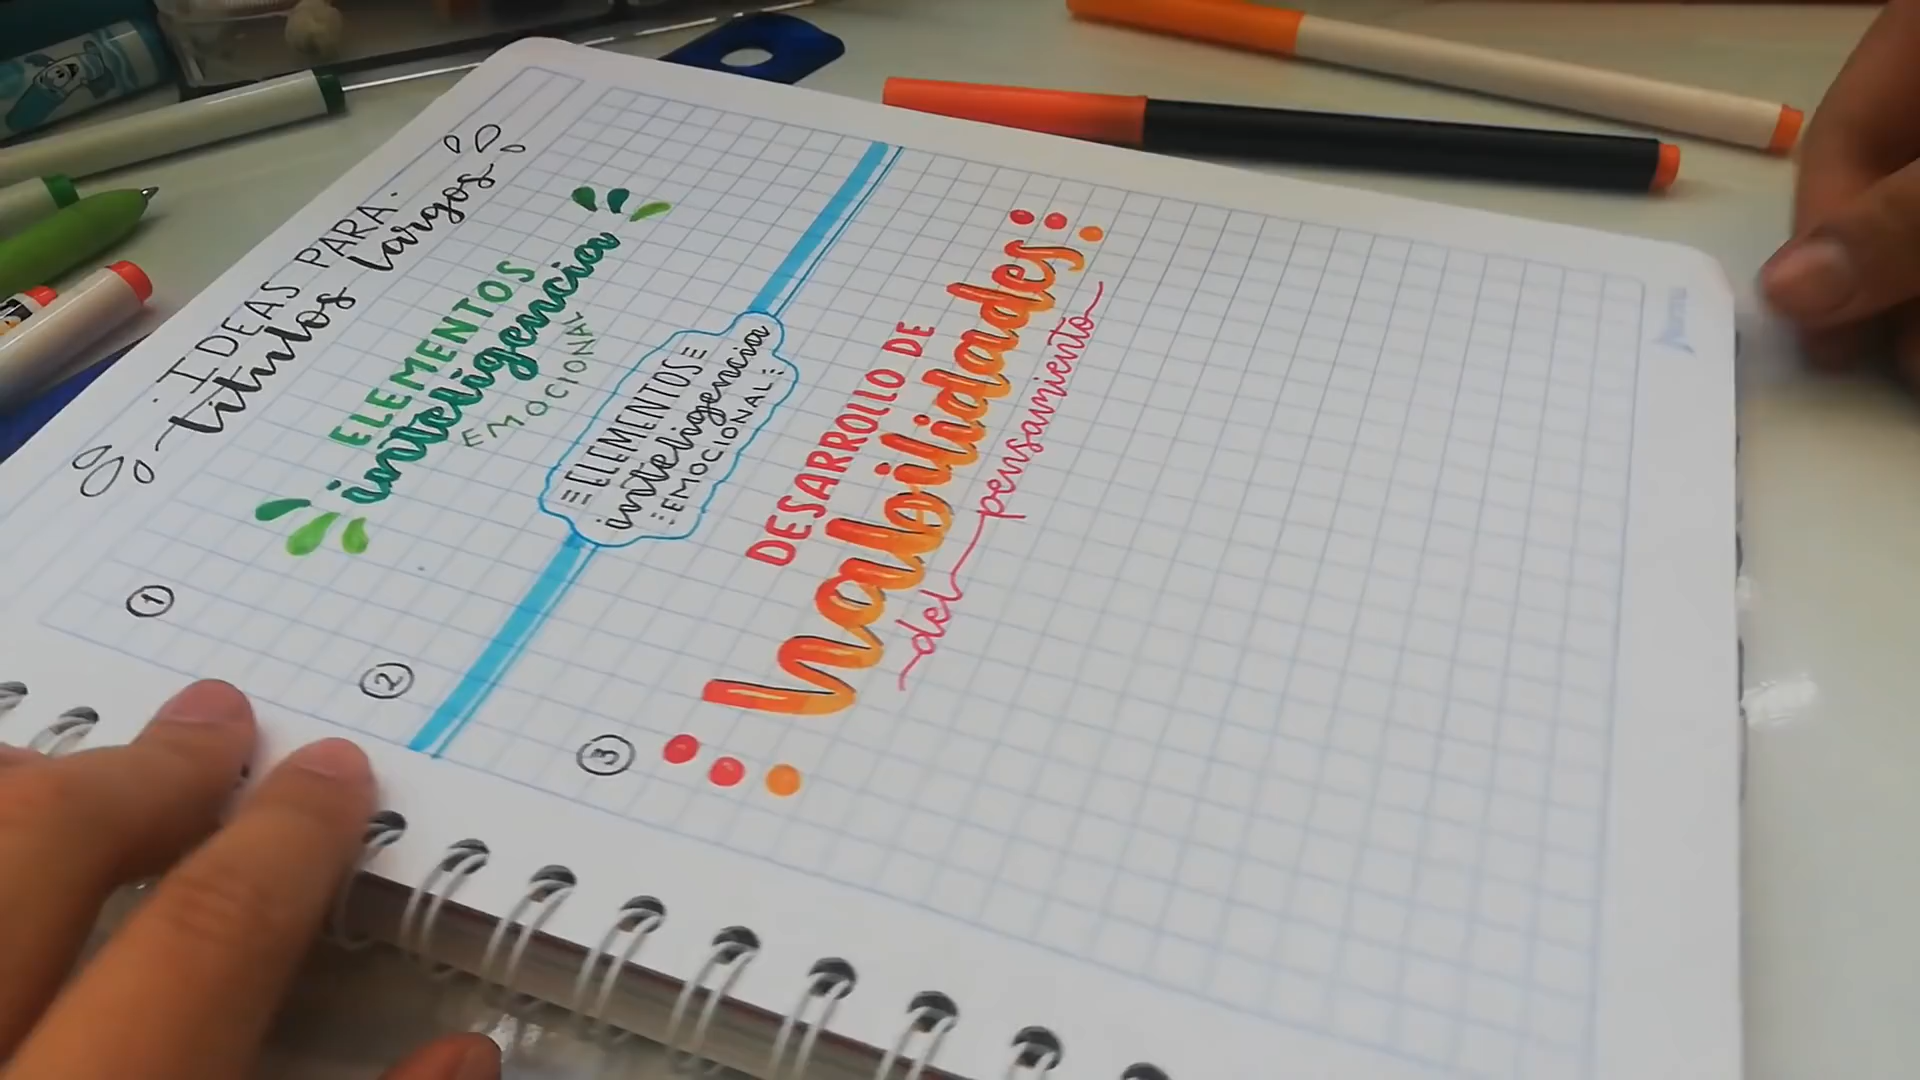 IDEAS PARA:
títulos largos
1
ELEMENTOS
inteligencia
EMOCIONAL
2
ELEMENTOS
inteligencia
EMOCIONAL
3
DESARROLLO DE
habilidades
del pensamiento